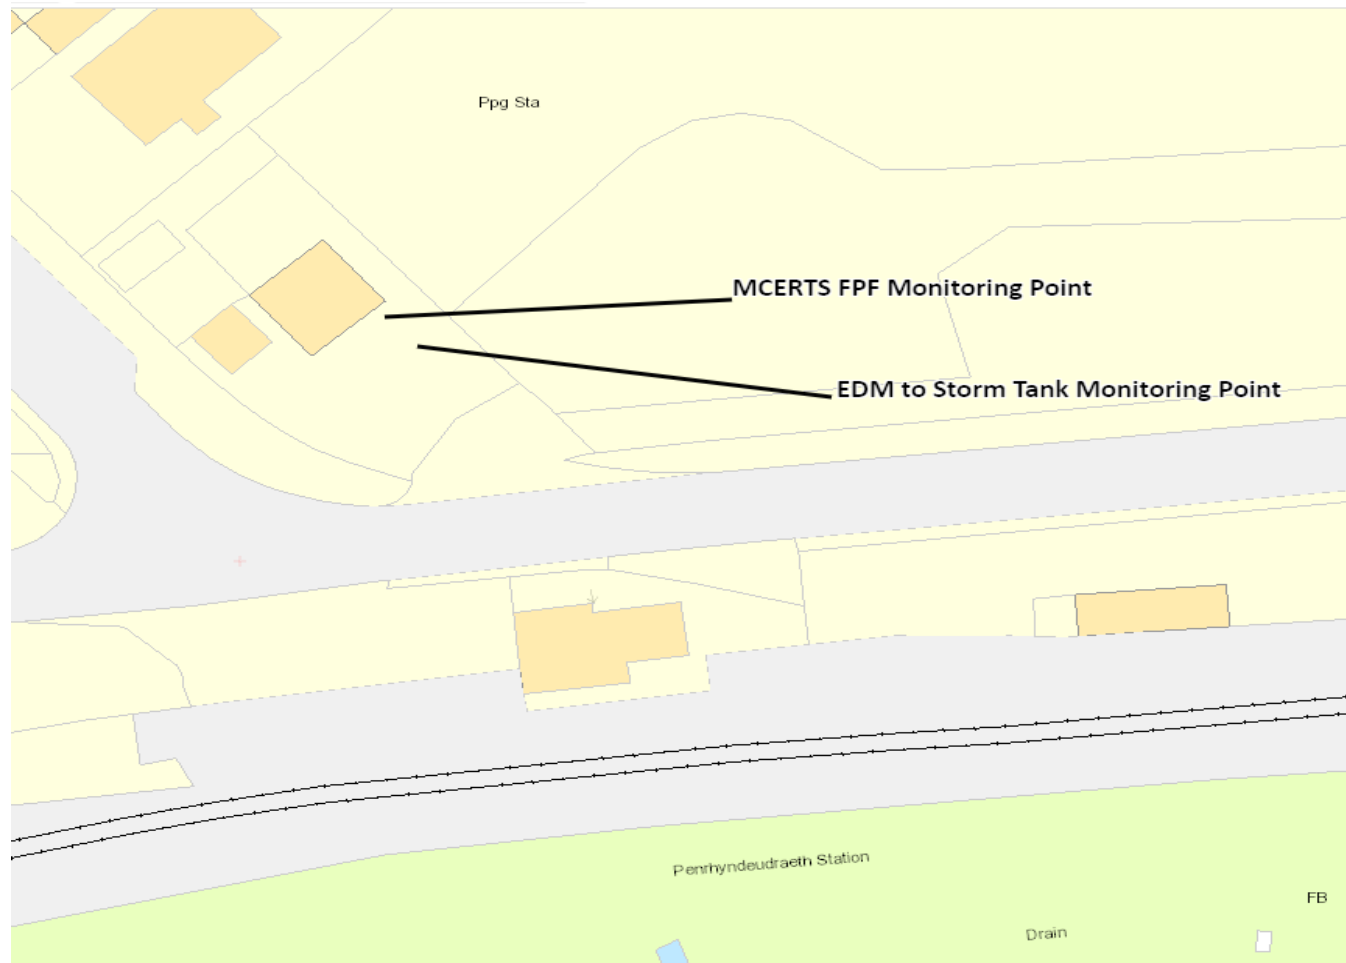 Ppg Sta
MCERTS FPF Monitoring Point
EDM to Storm Tank Monitoring Point
Penrhyndeudraeth Station
FB
Drain